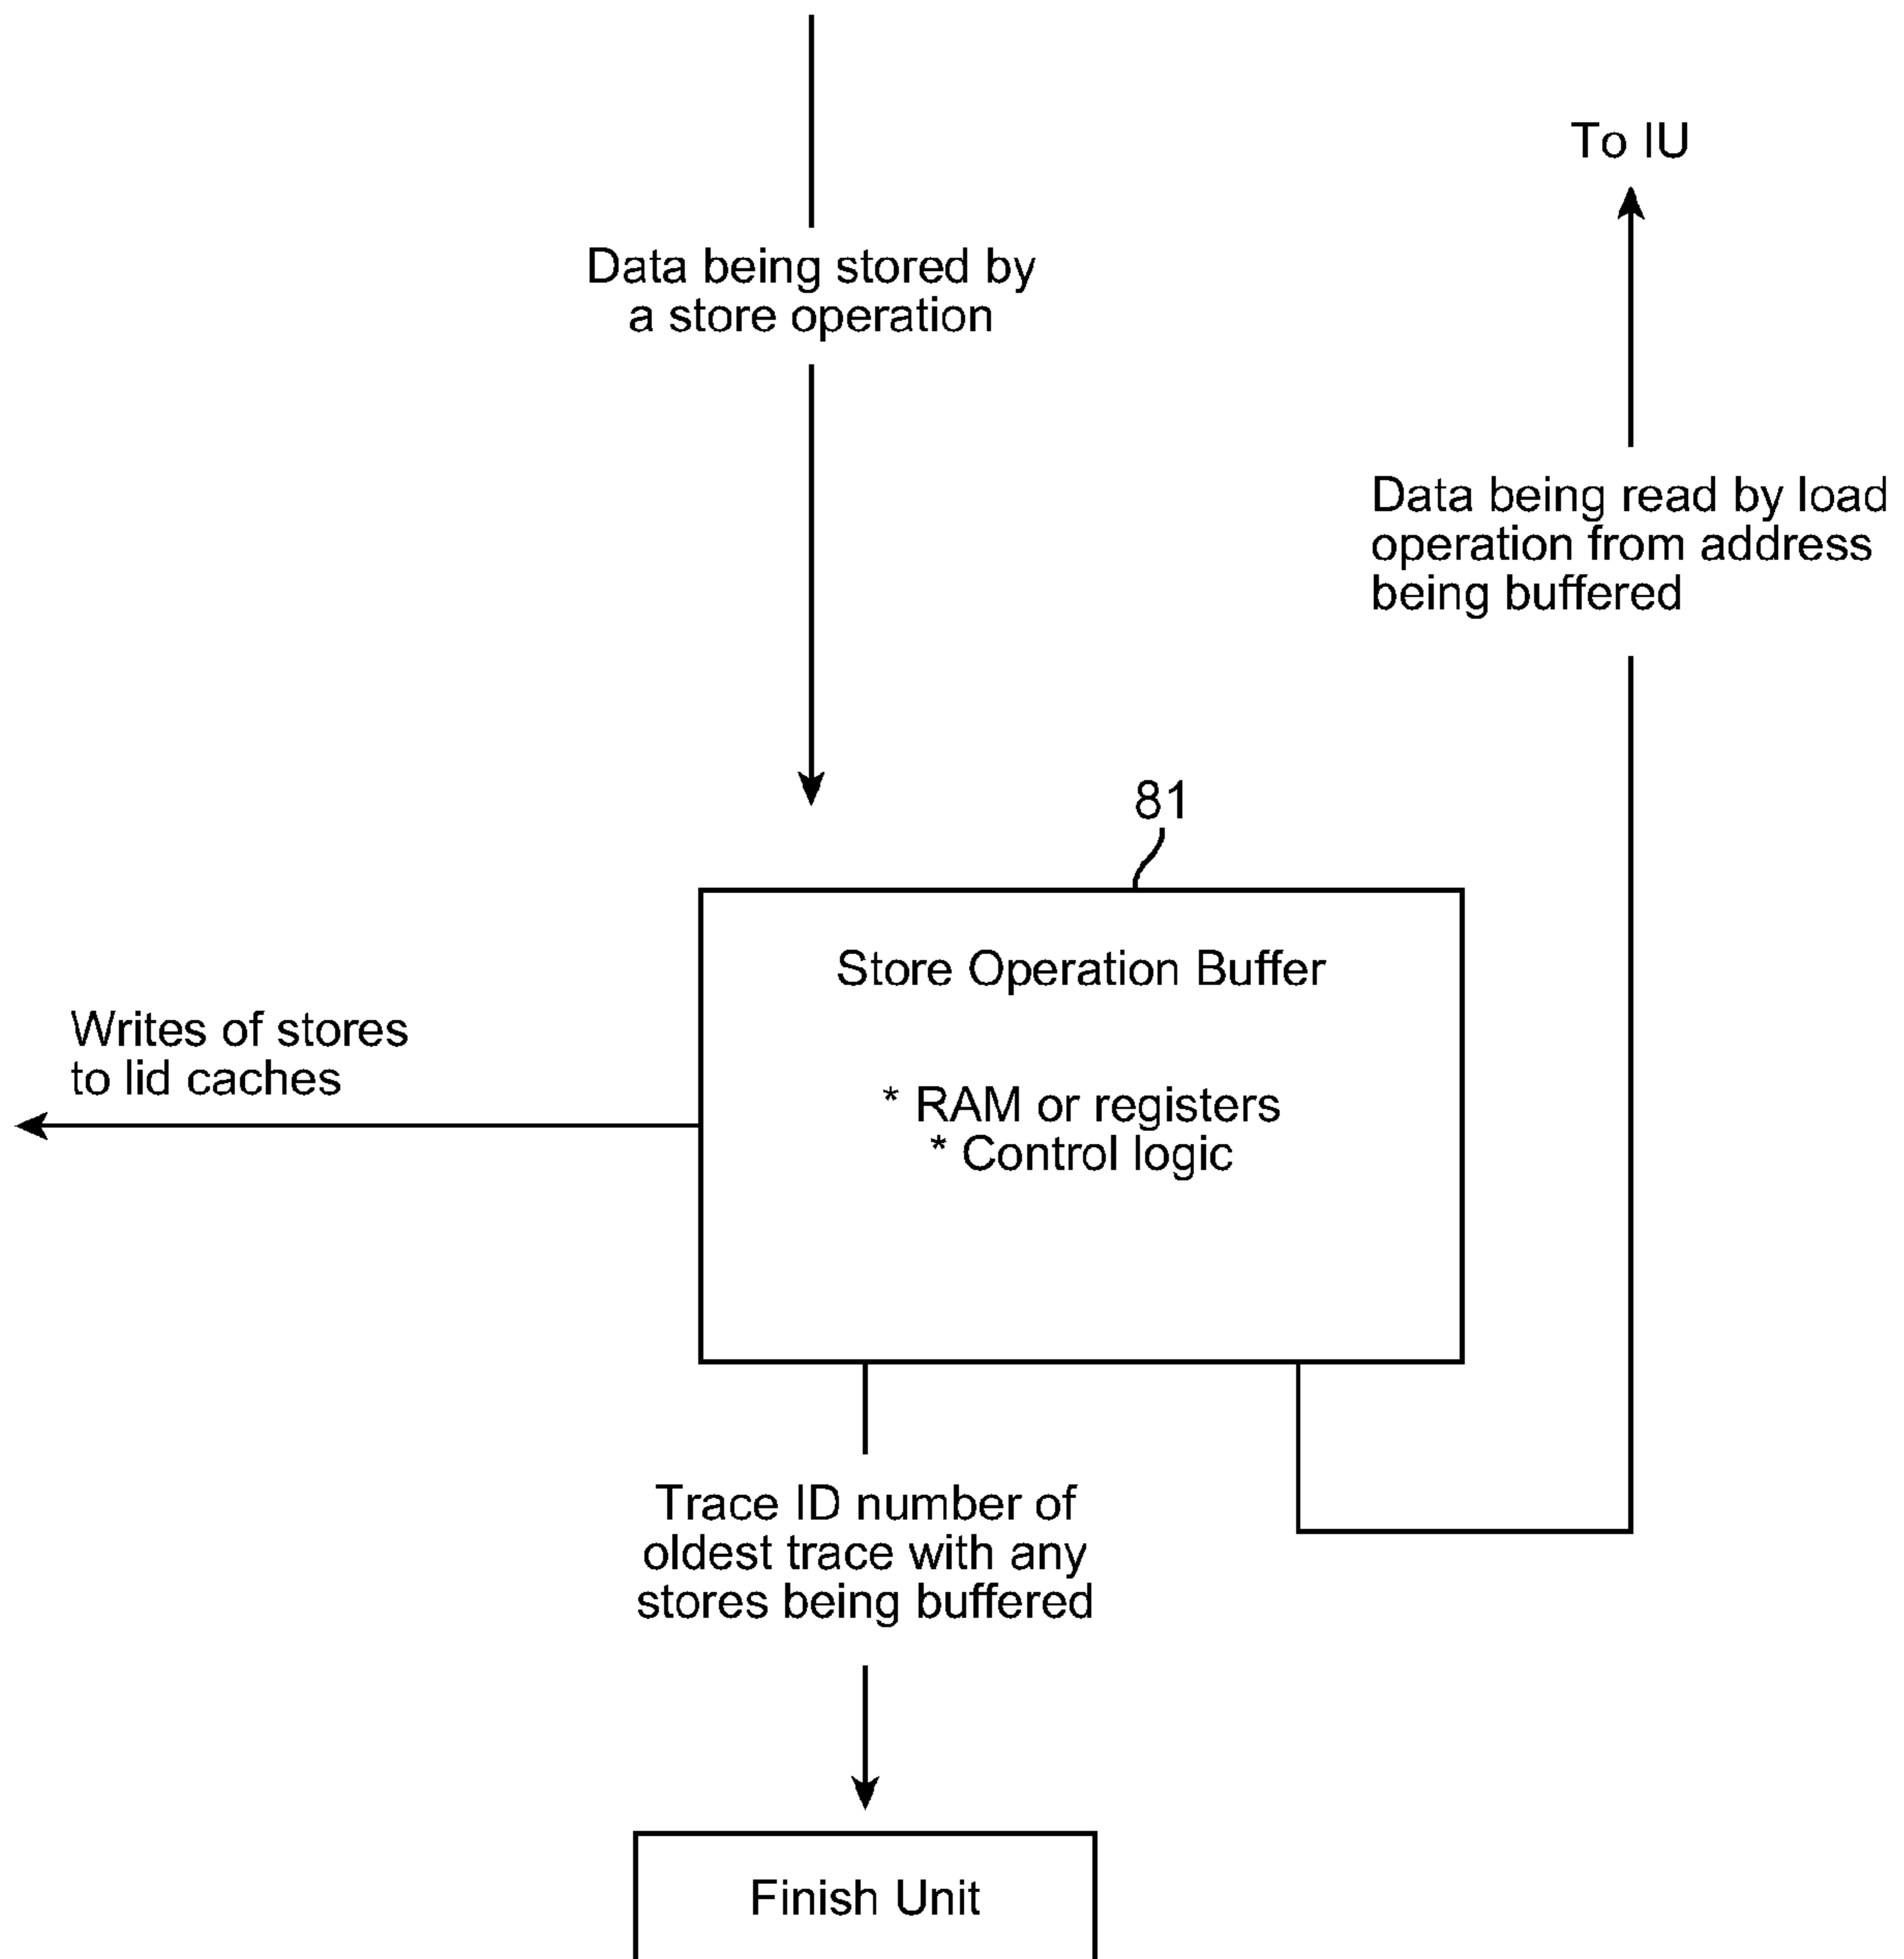 To IU
Data being stored by
a store operation
Data being read by load
operation from address
being buffered
81
Store Operation Buffer
Writes of stores
to lid caches
* RAM or registers
* Control logic
Trace ID number of
oldest trace with any
stores being buffered
Finish Unit